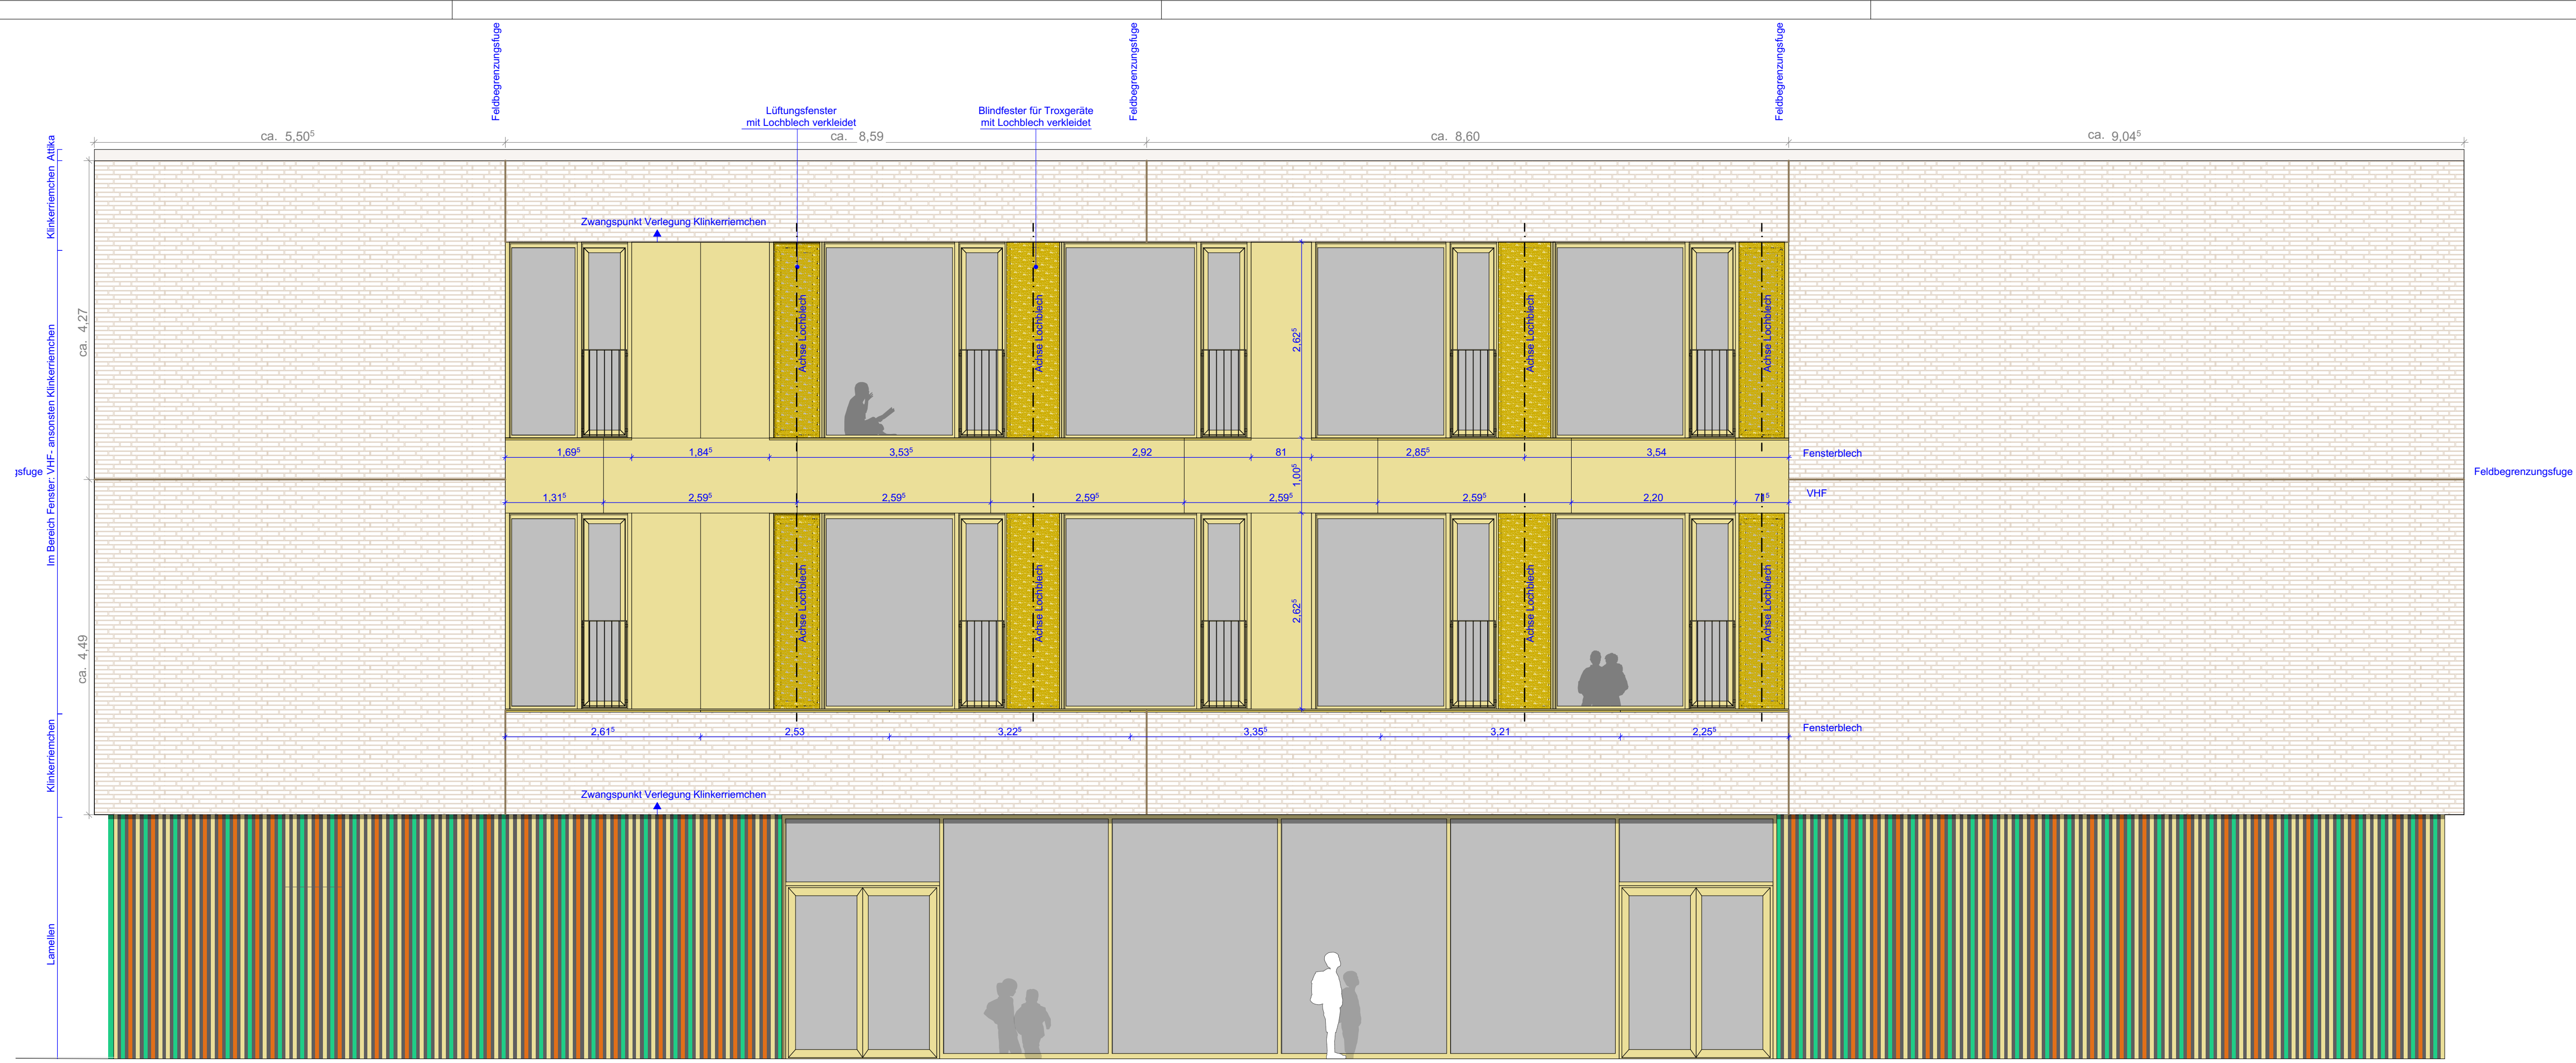 Feldbegrenzungsfuge
Feldbegrenzungsfuge
Feldbegrenzungsfuge
Lüftungsfenster
mit Lochblech verkleidet
Blindfester für Troxgeräte
mit Lochblech verkleidet
ca. 5,50⁵
ca. 8,59
ca. 8,60
ca. 9,04⁵
Attika
Klinkerriemchen
Im Bereich Fenster: VHF- ansonsten Klinkerriemchen
Klinkerriemchen
Lamellen
ca. 4,27
ca. 4,49
Zwangspunkt Verlegung Klinkerriemchen
Achse Lochblech
Achse Lochblech
Achse Lochblech
Achse Lochblech
2,62⁵
1,69⁵
1,84⁵
3,53⁵
2,92
81
2,85⁵
3,54
Fensterblech
gsfuge
1,00⁵
Feldbegrenzungsfuge
1,31⁵
2,59⁵
2,59⁵
2,59⁵
2,59⁵
2,59⁵
2,20
71⁵
VHF
Achse Lochblech
Achse Lochblech
Achse Lochblech
Achse Lochblech
2,62⁵
2,61⁵
2,53
3,22⁵
3,35⁵
3,21
2,25⁵
Fensterblech
Zwangspunkt Verlegung Klinkerriemchen